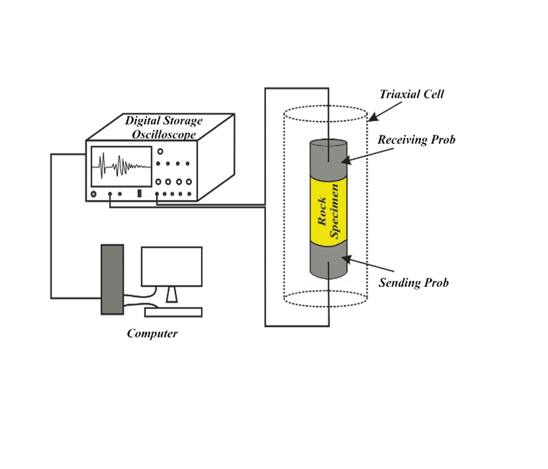 Digital Storage
Oscilloscope
Triaxial Cell
Receiving Prob
Rock
Specimen
Sending Prob
Computer